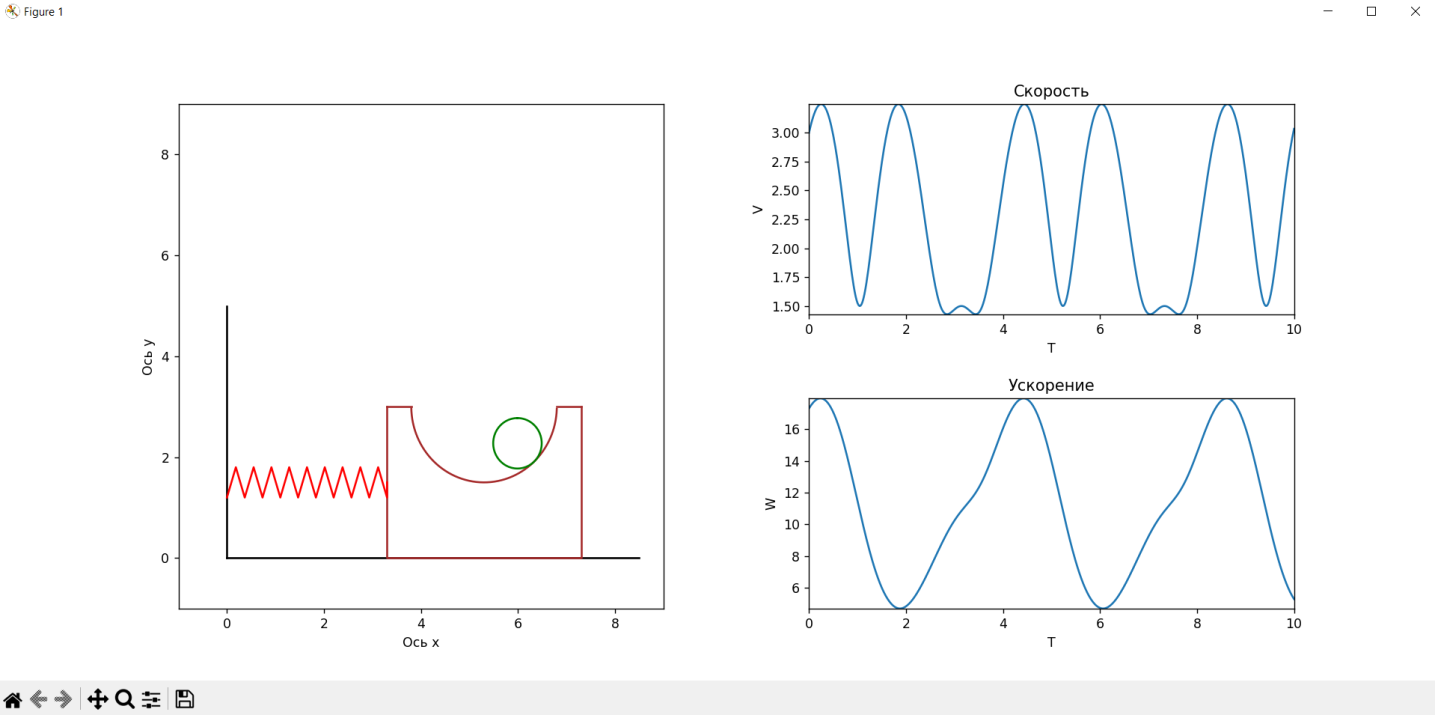 Figure 1
8
6
4
2
0
Ось y
0 2 4 6 8
Ось x
Скорость
3.00
2.75
2.50
2.25
2.00
1.75
1.50
V
0 2 4 6 8 10
T
Ускорение
16
14
12
10
8
6
W
0 2 4 6 8 10
T